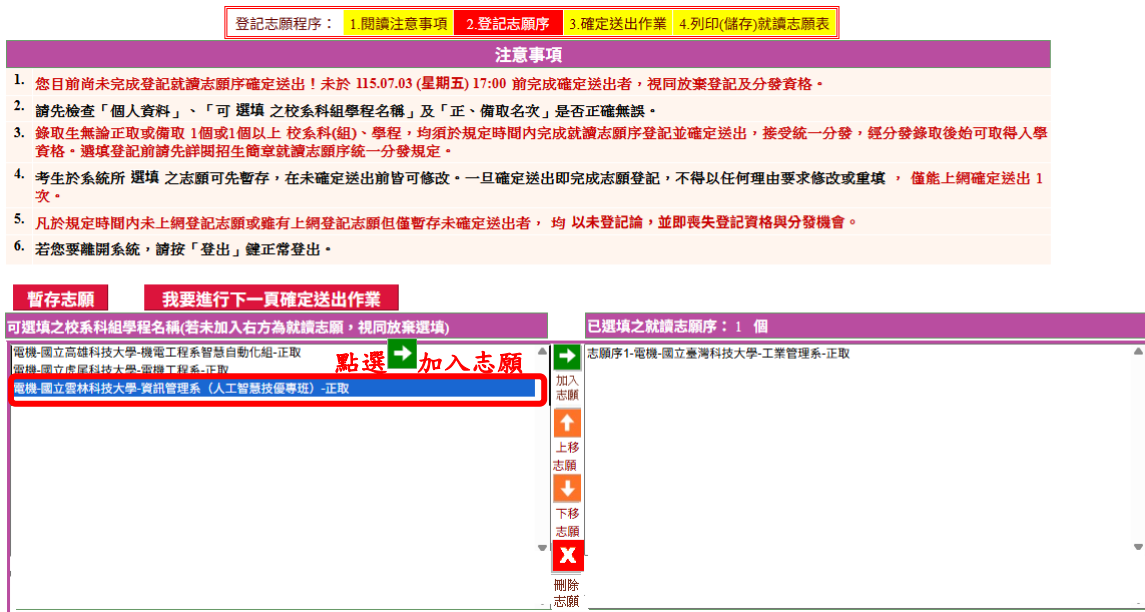 登記志願程序： 1.閱讀注意事項 2.登記志願序 3.確定送出作業 4.列印(儲存)就讀志願表
注意事項
1. 您目前尚未完成登記就讀志願序確定送出！未於 115.07.03 (星期五) 17:00 前完成確定送出者，視同放棄登記及分發資格。
2. 請先檢查「個人資料」、「可 選填 之校系科組學程名稱」及「正、備取名次」是否正確無誤。
3. 錄取生無論正取或備取 1個或1個以上 校系科(組)、學程，均須於規定時間內完成就讀志願序登記並確定送出，接受統一分發，經分發錄取後始可取得入學
資格。選填登記前請先詳閱招生簡章就讀志願序統一分發規定。
4. 考生於系統所 選填 之志願可先暫存，在未確定送出前皆可修改。一旦確定送出即完成志願登記，不得以任何理由要求修改或重填 ， 僅能上網確定送出 1
次。
5. 凡於規定時間內未上網登記志願或雖有上網登記志願但僅暫存未確定送出者， 均 以未登記論，並即喪失登記資格與分發機會。
6. 若您要離開系統，請按「登出」鍵正常登出。
暫存志願 我要進行下一頁確定送出作業
可選填之校系科組學程名稱(若未加入右方為就讀志願，視同放棄選填) 已選填之就讀志願序：1 個
電機-國立高雄科技大學-機電工程系智慧自動化組-正取
電機-國立虎尾科技大學-電機工程系-正取
電機-國立雲林科技大學-資訊管理系（人工智慧技優專班）-正取
點選 加入志願
加入
志願
上移
志願
下移
志願
X
刪除
志願
志願序1-電機-國立臺灣科技大學-工業管理系-正取